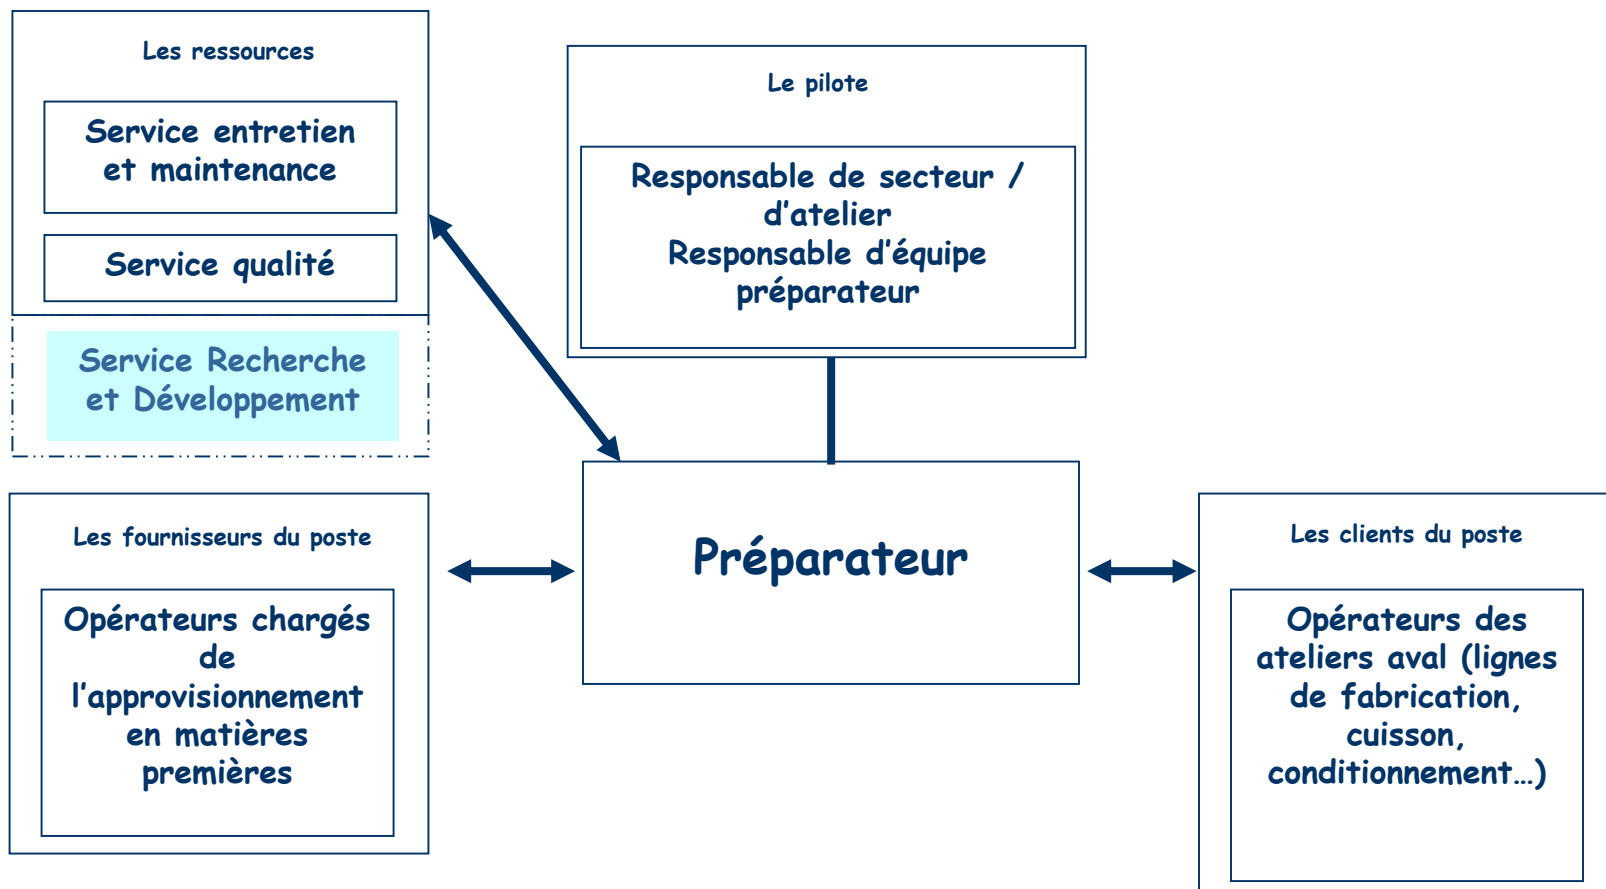 Les ressources
Service entretien
et maintenance
Service qualité
Service Recherche
et Développement
Le pilote
Responsable de secteur /
d'atelier
Responsable d'équipe
préparateur
Les fournisseurs du poste
Opérateurs chargés
de
l'approvisionnement
en matières
premières
Préparateur
Les clients du poste
Opérateurs des
ateliers aval (lignes
de fabrication,
cuisson,
conditionnement…)